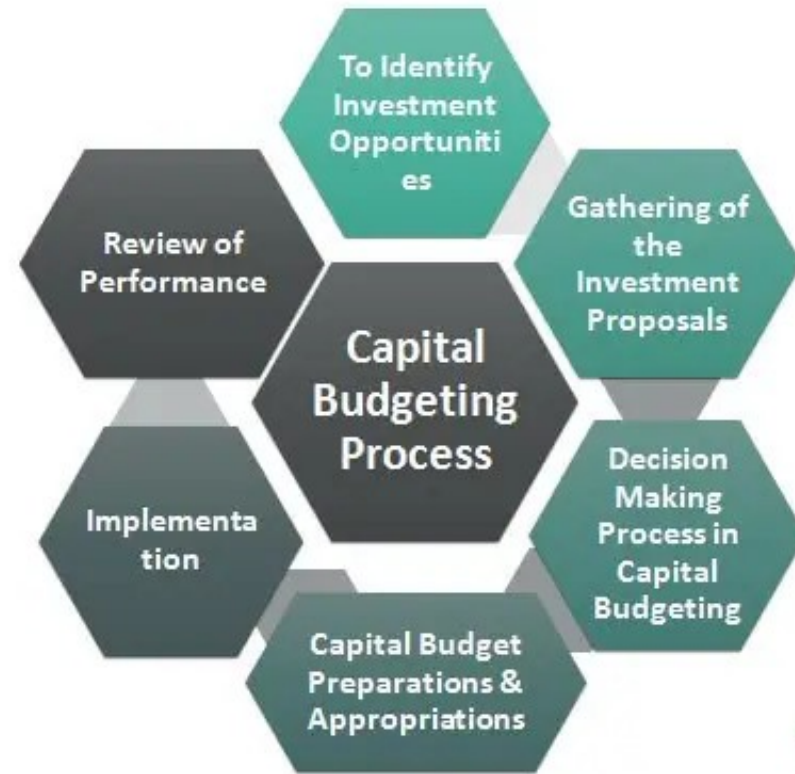 To Identify
Investment
Opportuniti
es
Gathering of
the
Investment
Proposals
Decision
Making
Process in
Capital
Budgeting
Capital Budget
Preparations &
Appropriations
Implementa
tion
Review of
Performance
Capital
Budgeting
Process